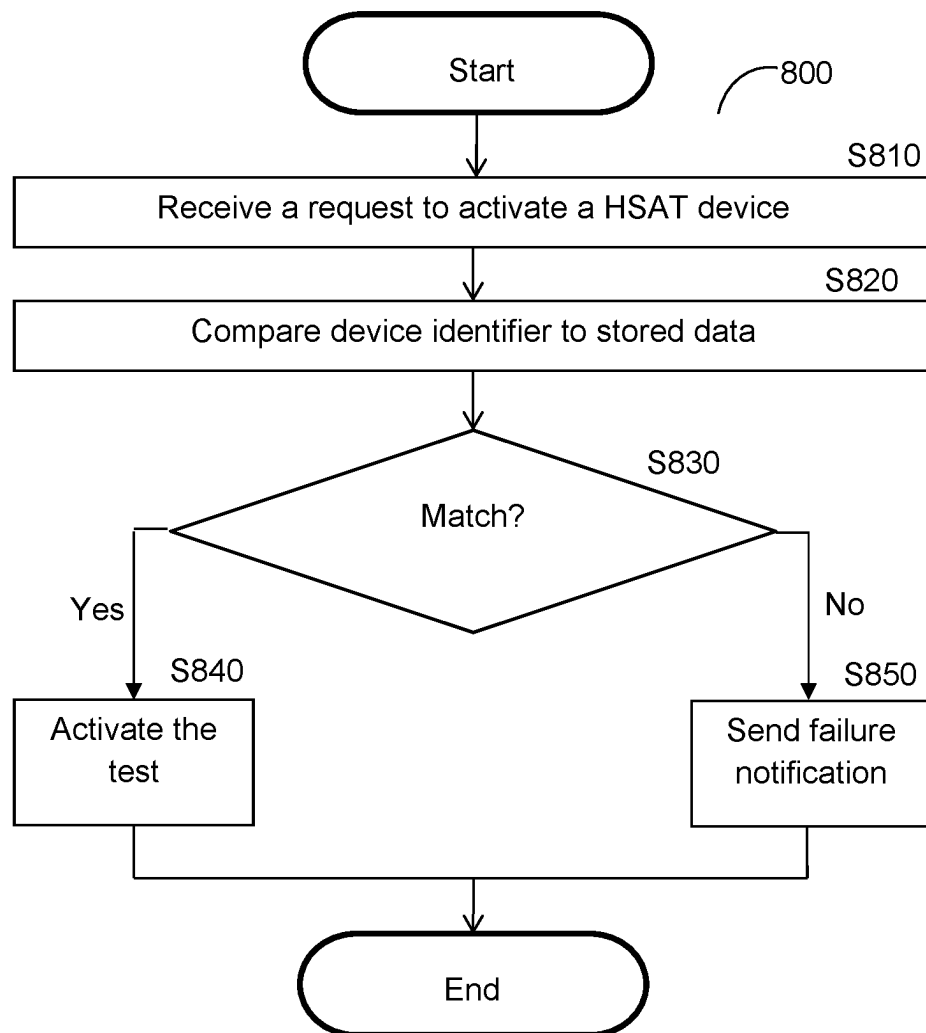 Start
800
S810
Receive a request to activate a HSAT device
S820
Compare device identifier to stored data
S830
Match?
Yes
No
S840
S850
Activate the
test
Send failure
notification
End